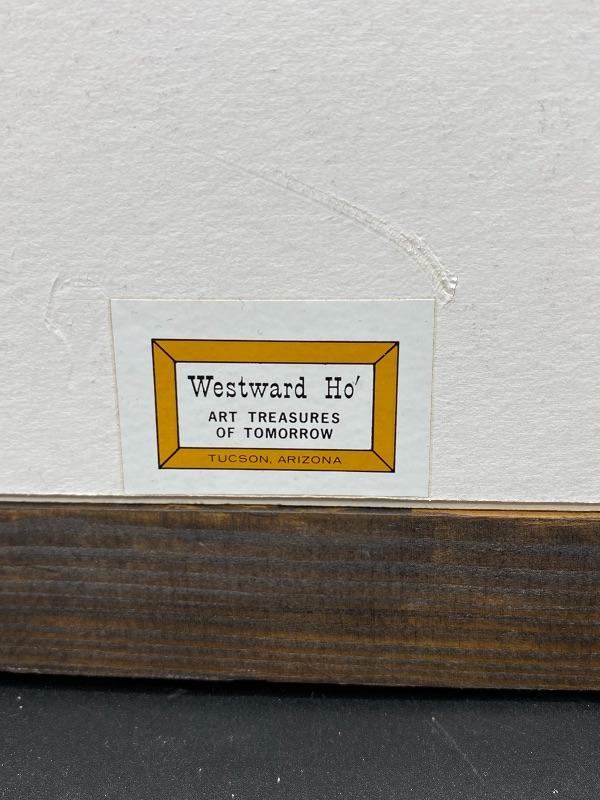 Westward Ho'
ART TREASURES
OF TOMORROW
TUCSON, ARIZONA